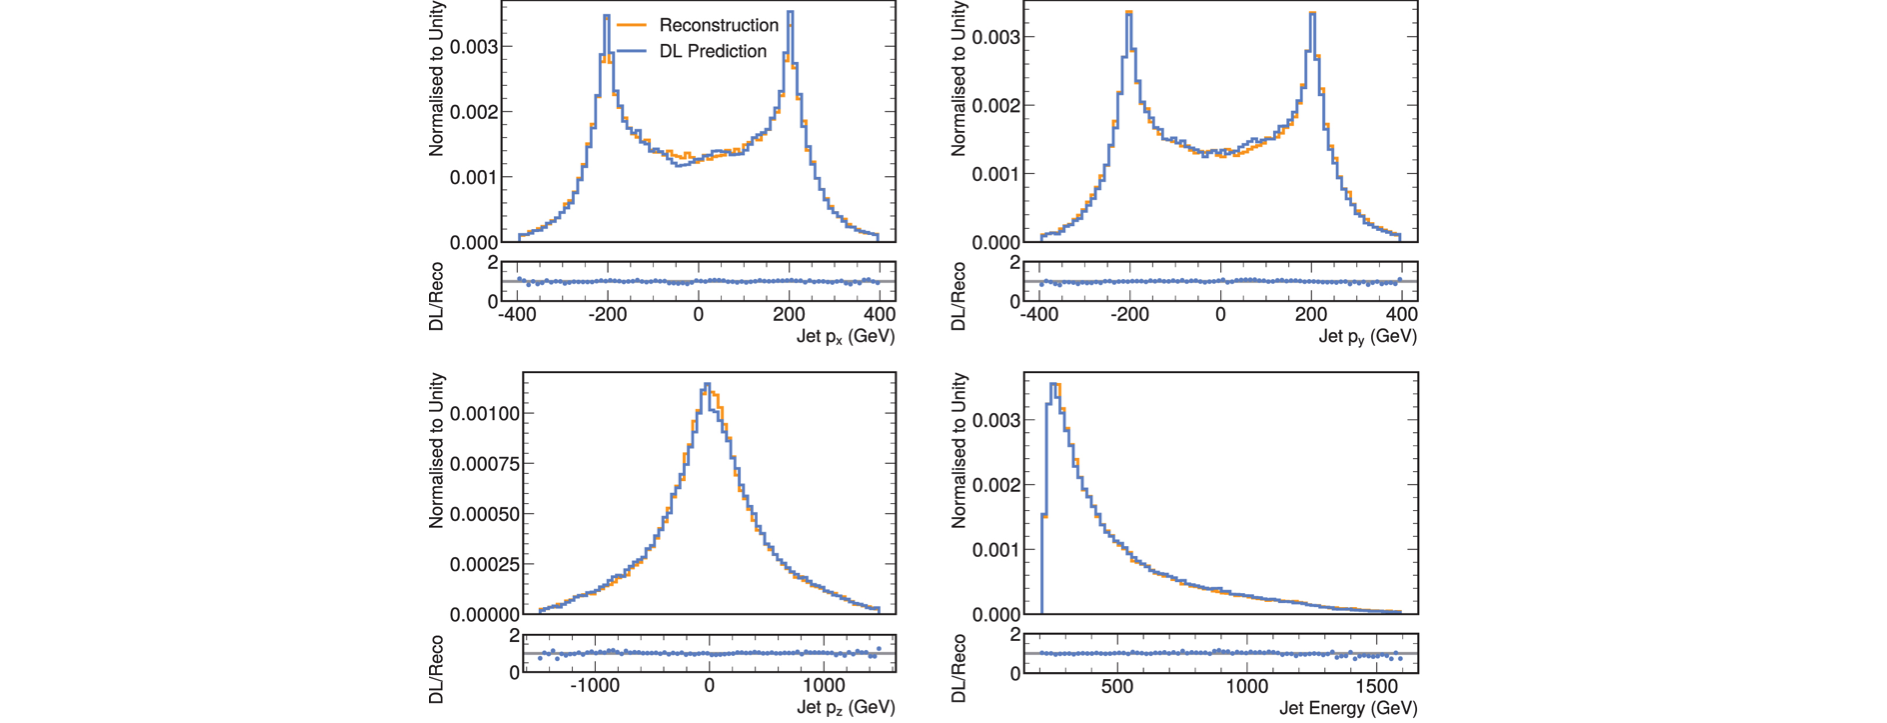 Normalised to Unity
0.003
0.002
0.001
0.000
Reconstruction
DL Prediction
DL/Reco
2
0
-400
-200
0
200
400
Jet px (GeV)
Normalised to Unity
0.003
0.002
0.001
0.000
DL/Reco
2
0
-400
-200
0
200
400
Jet py (GeV)
Normalised to Unity
0.00100
0.00075
0.00050
0.00025
0.00000
DL/Reco
2
0
-1000
0
1000
Jet pz (GeV)
Normalised to Unity
0.003
0.002
0.001
0.000
DL/Reco
2
0
500
1000
1500
Jet Energy (GeV)